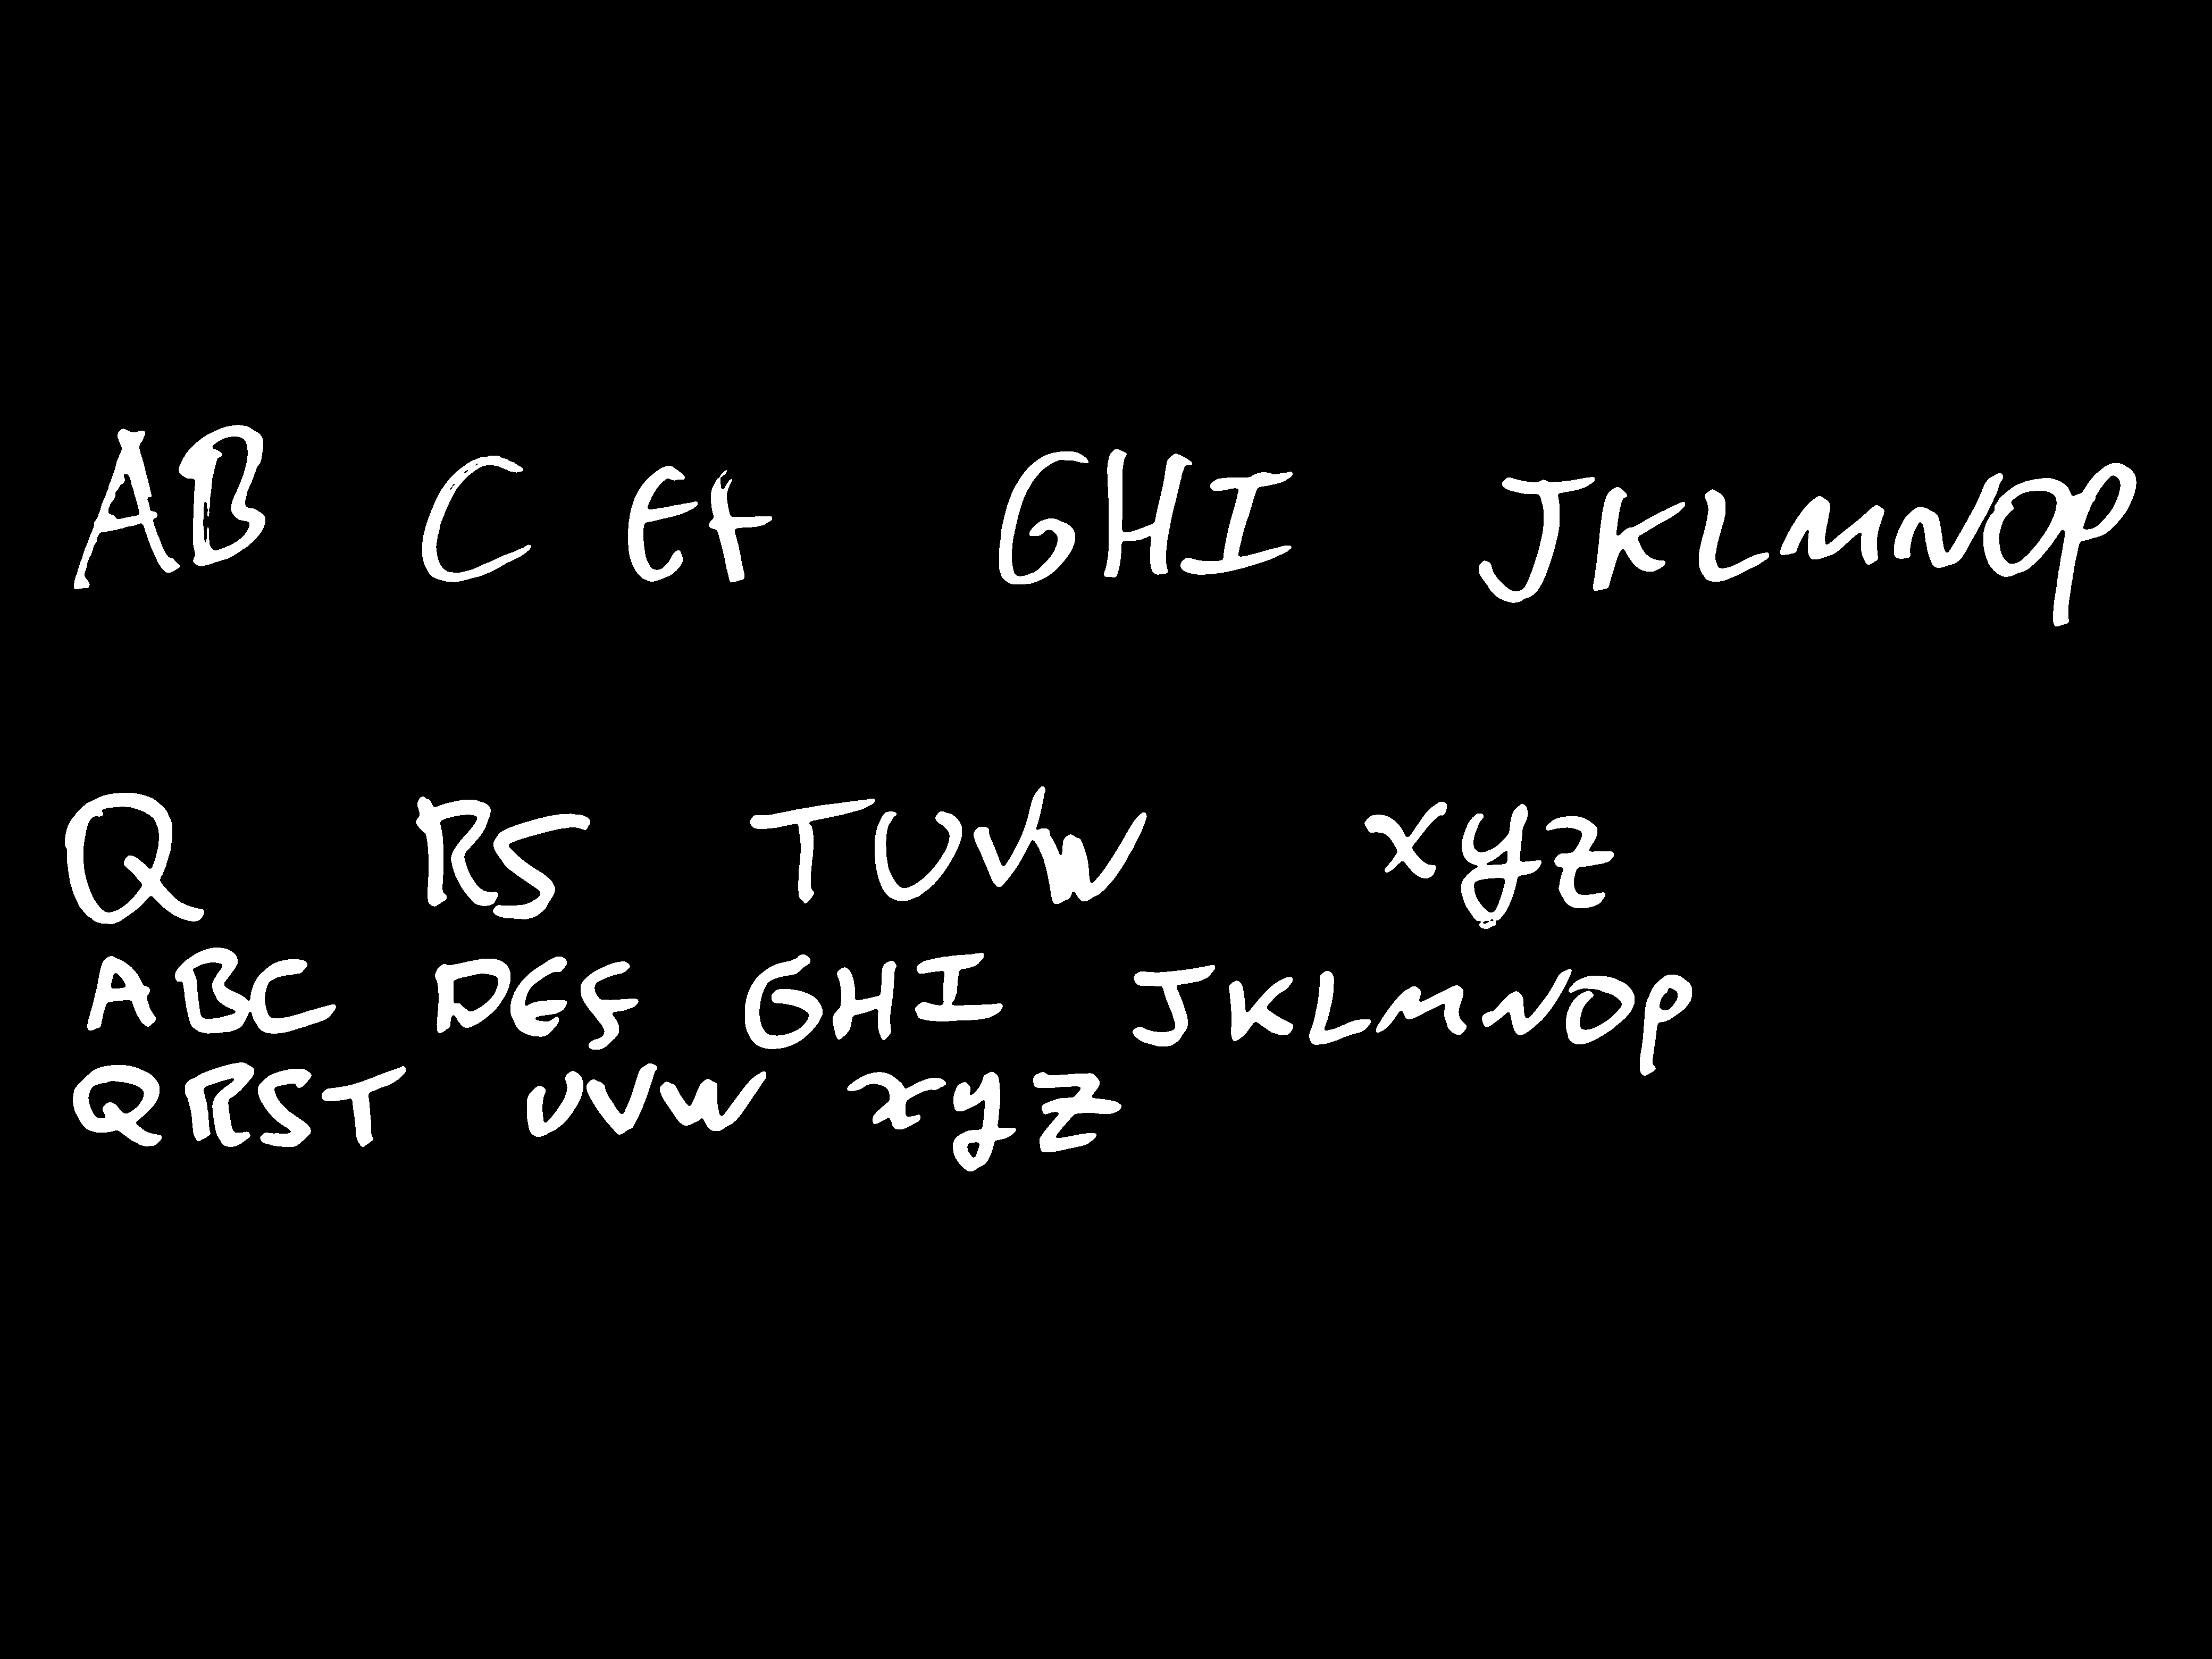 AB C Ef GHI JKLMNOP
Q RS TUVW xyz
ABC DEF GHI JKLMNOP
QRST UVW xyz